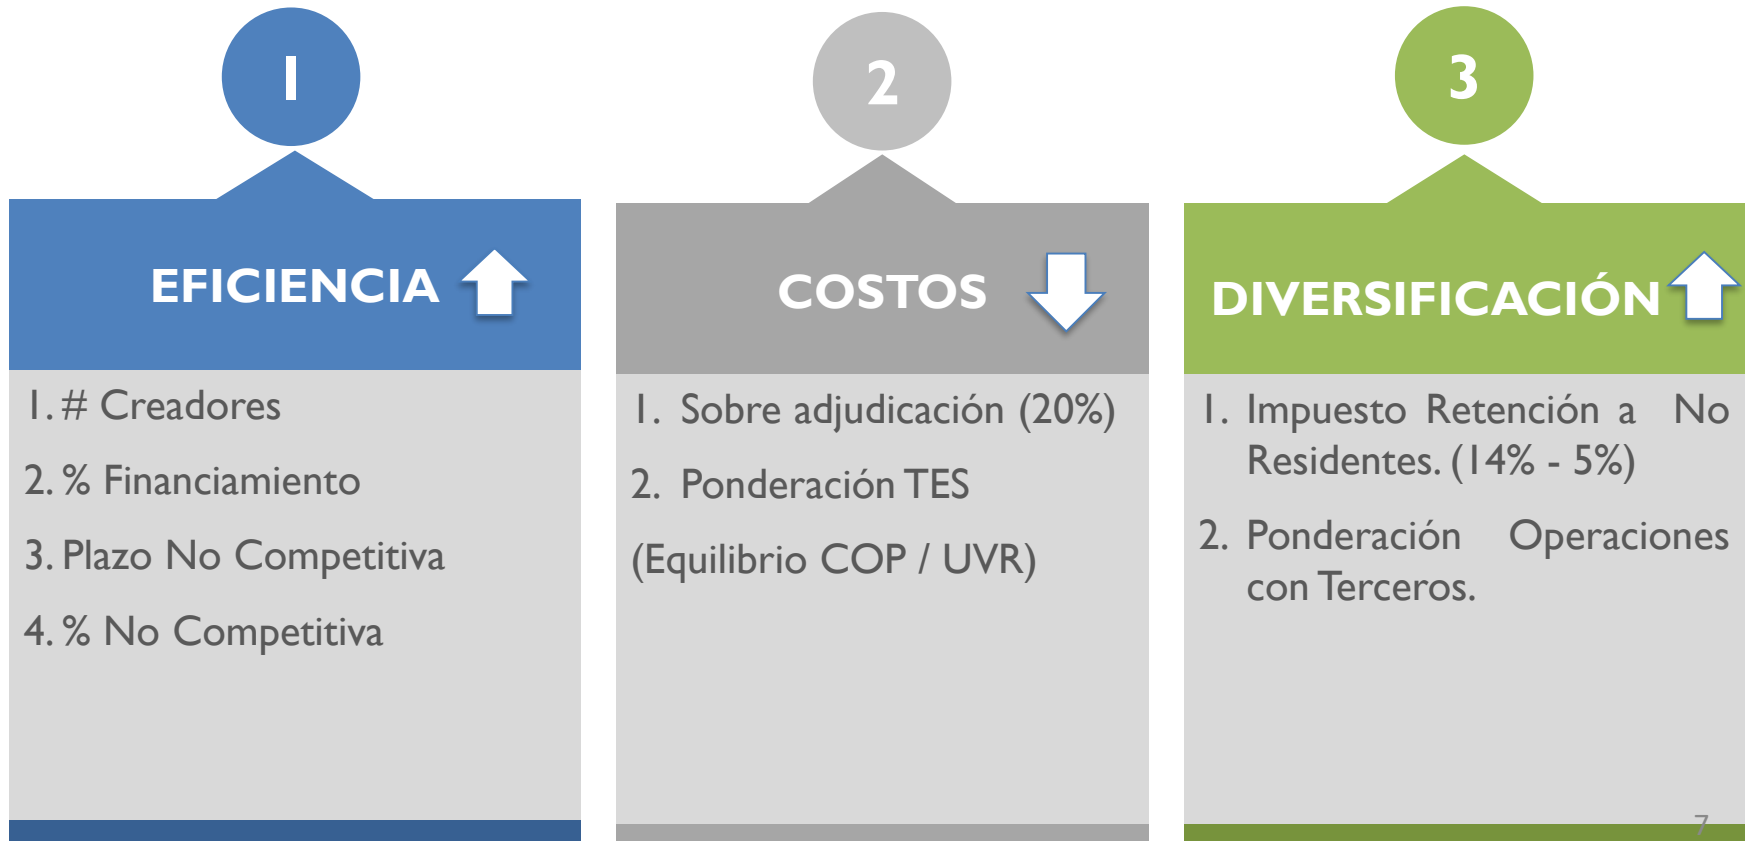 1
EFICIENCIA
1. # Creadores
2. % Financiamiento
3. Plazo No Competitiva
4. % No Competitiva
2
COSTOS
1. Sobre adjudicación (20%)
2. Ponderación TES
(Equilibrio COP / UVR)
3
DIVERSIFICACIÓN
1. Impuesto Retención a No
Residentes. (14% - 5%)
2. Ponderación Operaciones
con Terceros.
7